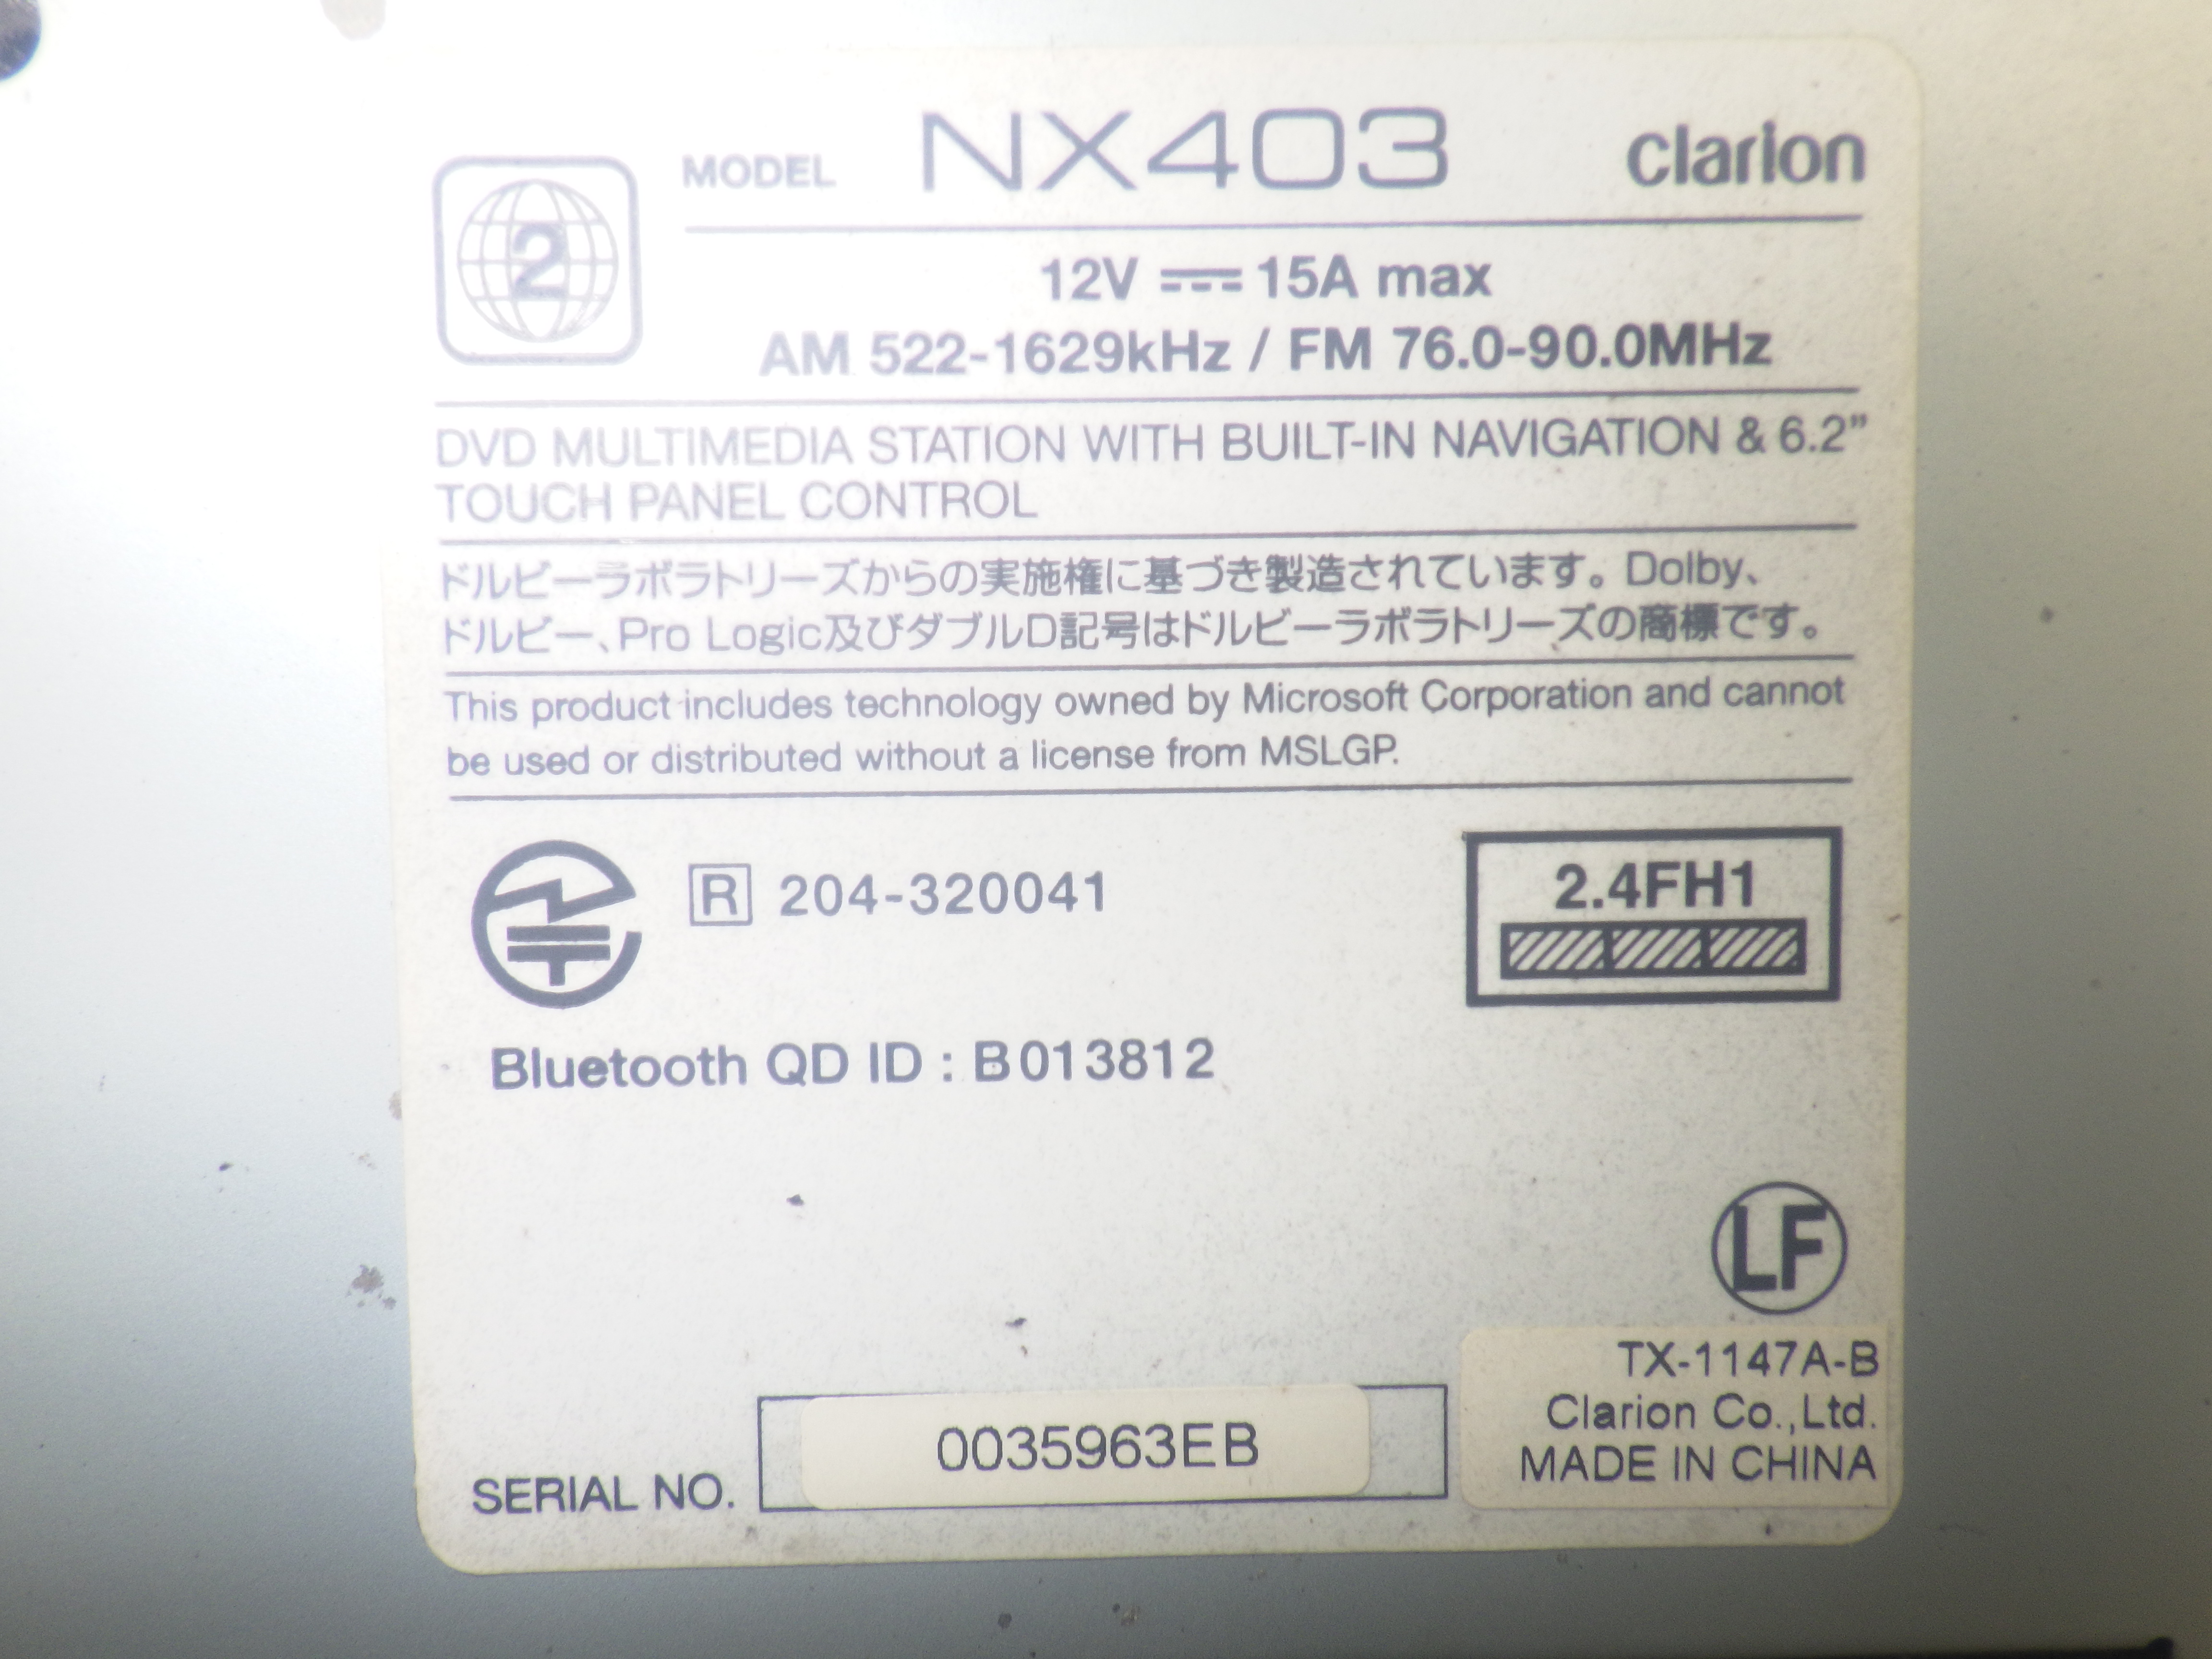 MODEL NX403 clarion
2
12V ⎓ 15A max
AM 522-1629kHz / FM 76.0-90.0MHz
DVD MULTIMEDIA STATION WITH BUILT-IN NAVIGATION & 6.2"
TOUCH PANEL CONTROL
ドルビーラボラトリーズからの実施権に基づき製造されています。Dolby、
ドルビー、Pro Logic及びダブルD記号はドルビーラボラトリーズの商標です。
This product includes technology owned by Microsoft Corporation and cannot
be used or distributed without a license from MSLGP.
R 204-320041
2.4FH1
Bluetooth QD ID : B013812
LF
TX-1147A-B
Clarion Co.,Ltd.
MADE IN CHINA
SERIAL NO. 0035963EB